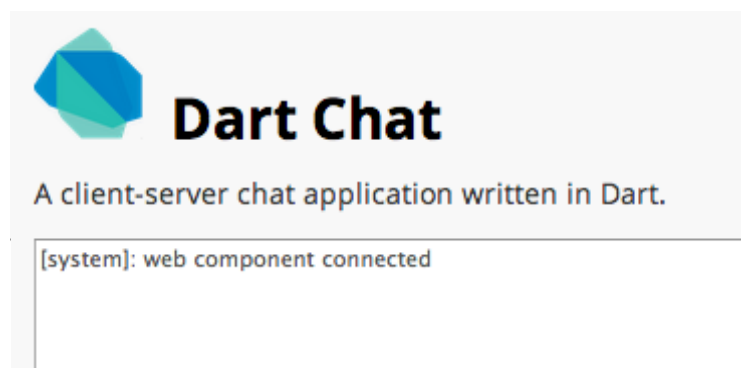 Dart Chat
A client-server chat application written in Dart.
[system]: web component connected